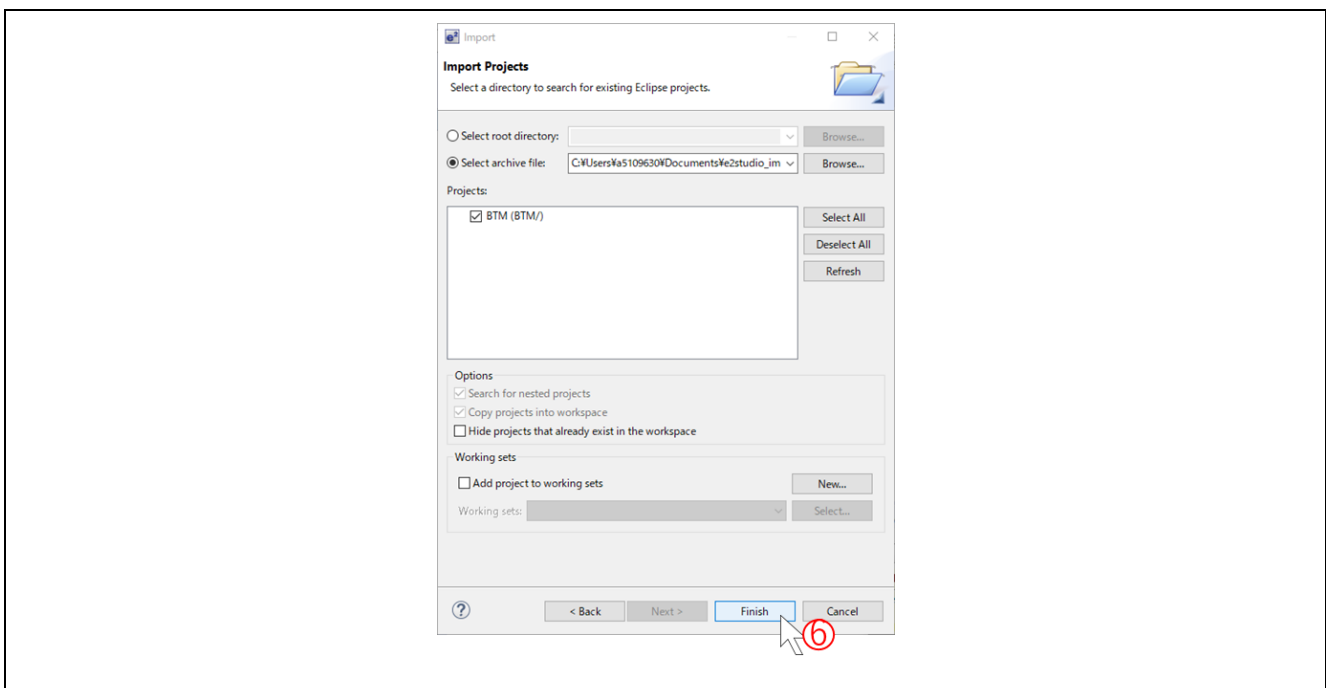 e² Import
Import Projects
Select a directory to search for existing Eclipse projects.
Select root directory:
Browse...
Select archive file: C:¥Users¥a5109630¥Documents¥e2studio_im Browse...
Projects:
BTM (BTM/)
Select All
Deselect All
Refresh
Options
Search for nested projects
Copy projects into workspace
Hide projects that already exist in the workspace
Working sets
Add project to working sets
New...
Working sets:
Select...
? < Back Next > Finish Cancel
⑥